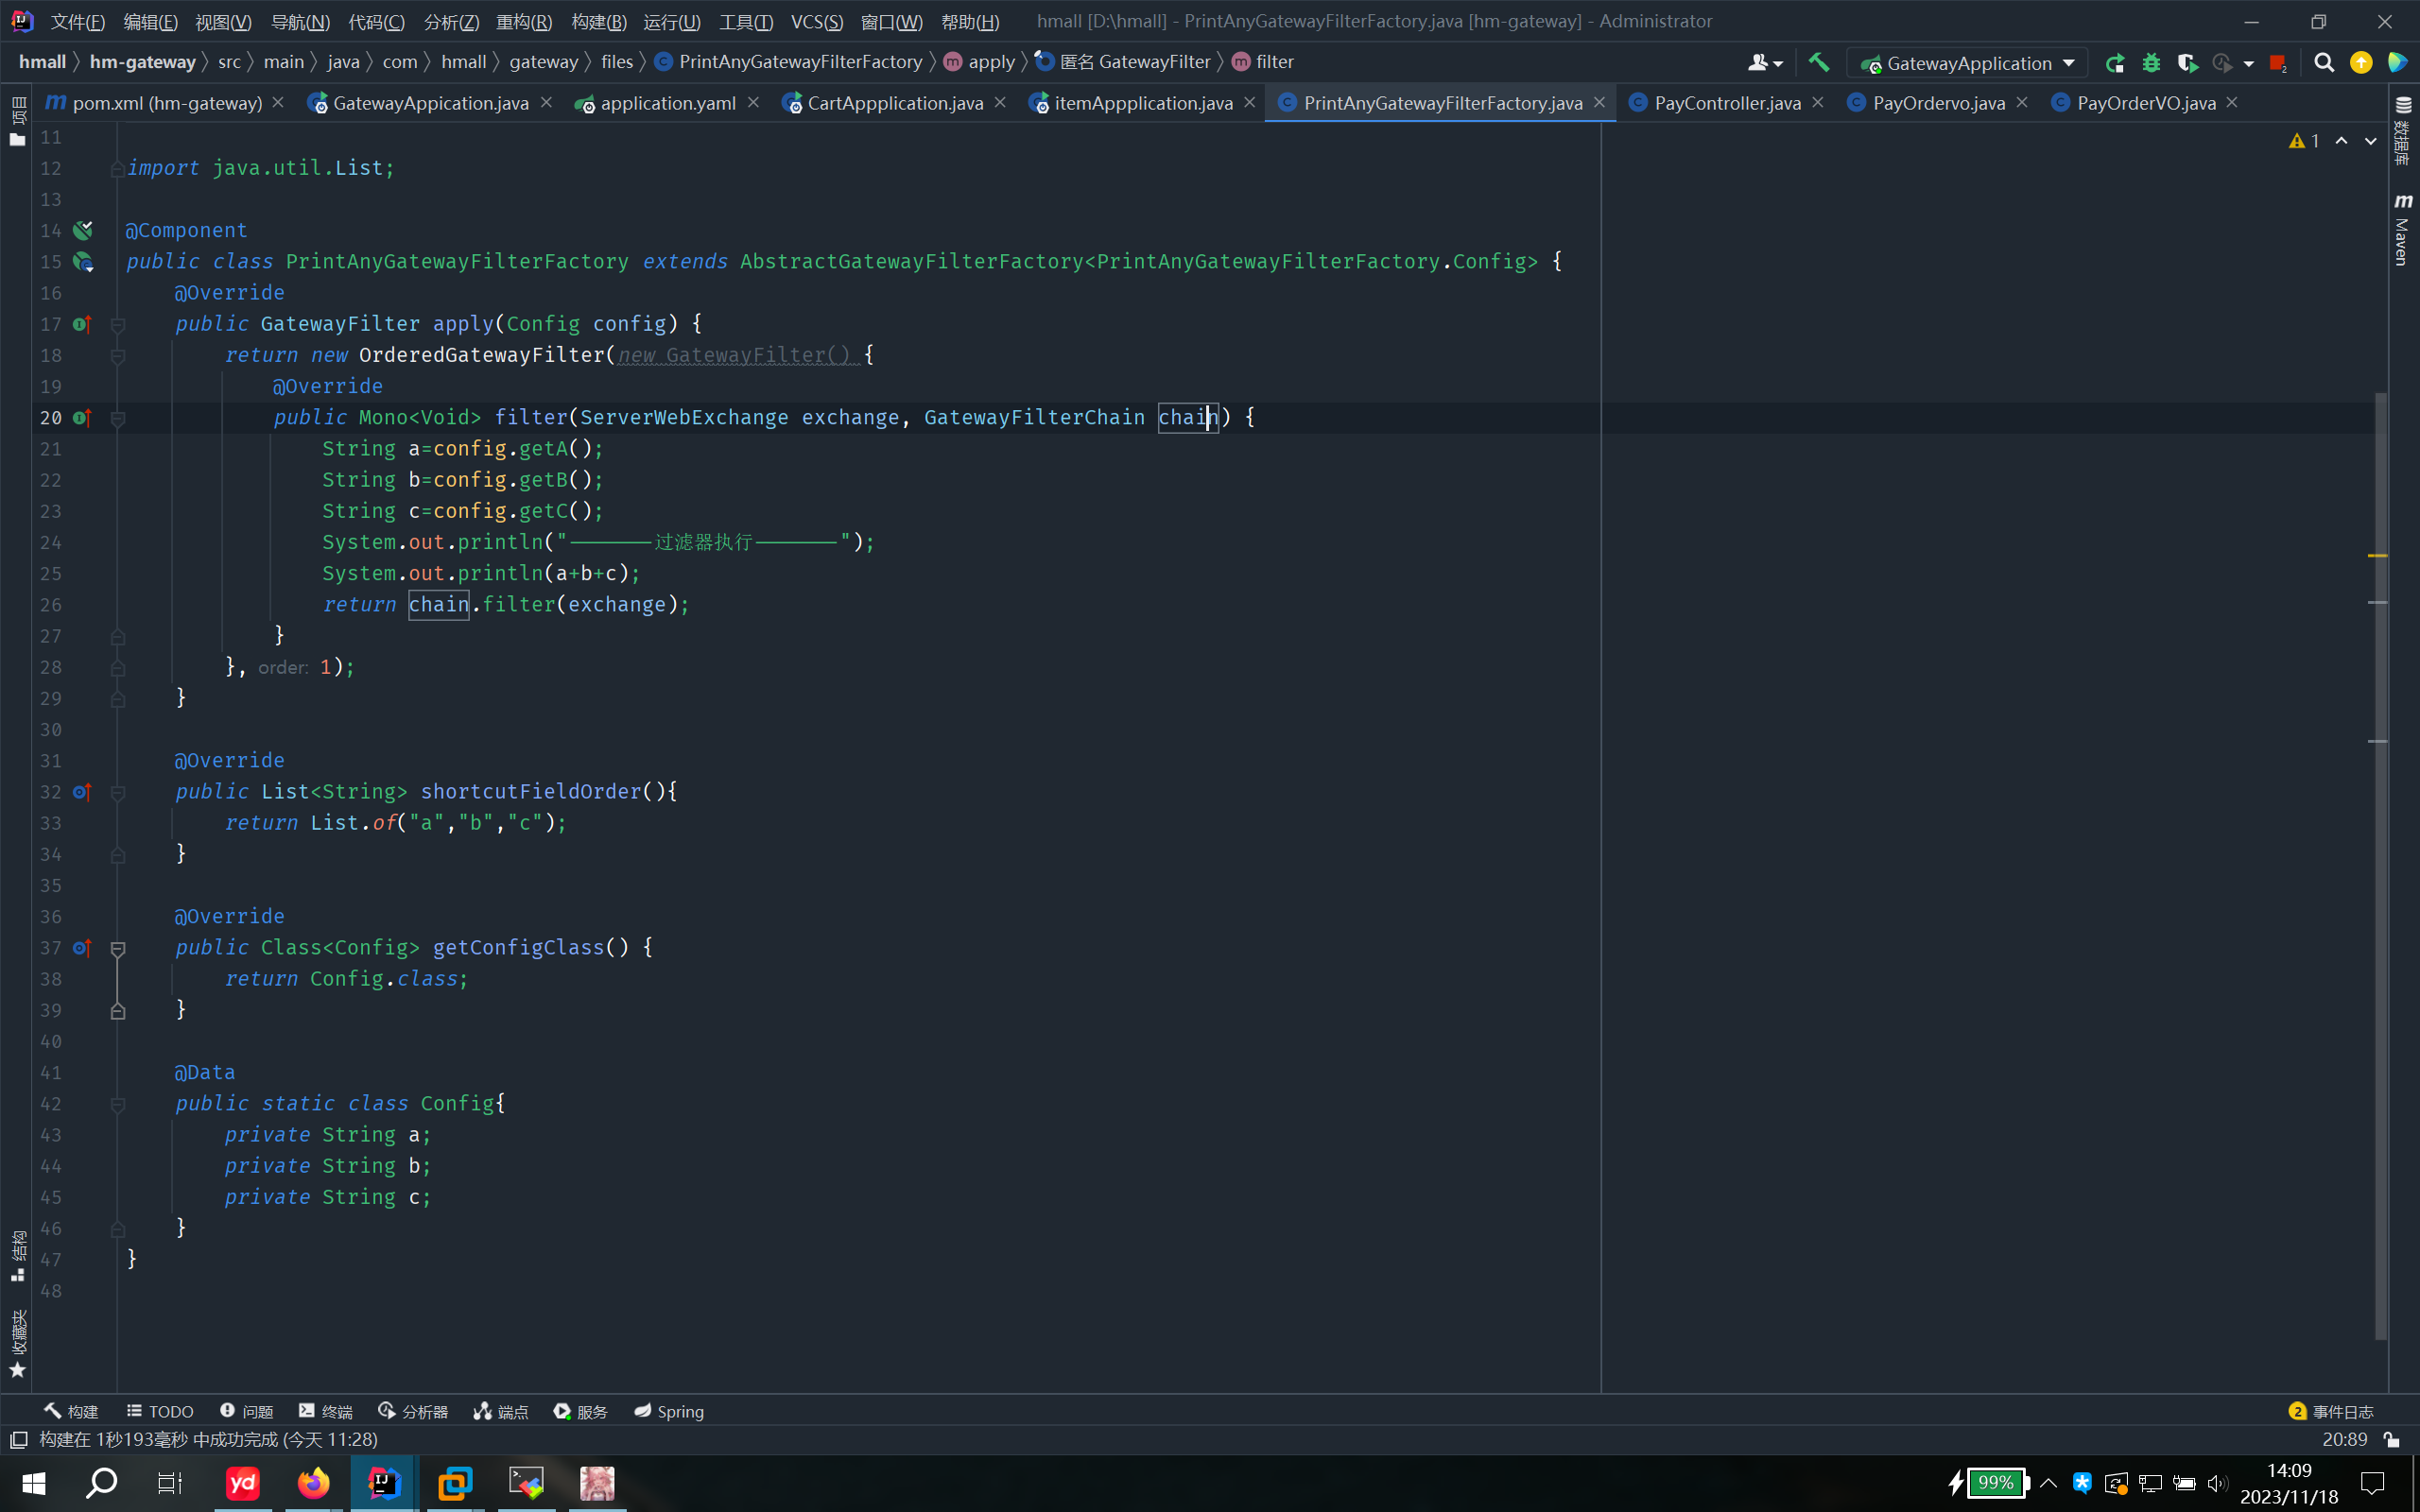 文件(F) 编辑(E) 视图(V) 导航(N) 代码(C) 分析(Z) 重构(R) 构建(B) 运行(U) 工具(T) VCS(S) 窗口(W) 帮助(H) hmall [D:\hmall] - PrintAnyGatewayFilterFactory.java [hm-gateway] - Administrator
hmall 〉 hm-gateway 〉 src 〉 main 〉 java 〉 com 〉 hmall 〉 gateway 〉 files 〉 PrintAnyGatewayFilterFactory 〉 apply 〉 匿名 GatewayFilter 〉 filter GatewayApplication
pom.xml (hm-gateway) GatewayAppication.java application.yaml CartAppplication.java itemAppplication.java PrintAnyGatewayFilterFactory.java PayController.java PayOrdervo.java PayOrderVO.java
项目
数据库
Maven
1
11
12 import java.util.List;
13
14 @Component
15 public class PrintAnyGatewayFilterFactory extends AbstractGatewayFilterFactory<PrintAnyGatewayFilterFactory.Config> {
16 @Override
17 public GatewayFilter apply(Config config) {
18 return new OrderedGatewayFilter(new GatewayFilter() {
19 @Override
20 public Mono<Void> filter(ServerWebExchange exchange, GatewayFilterChain chain) {
21 String a=config.getA();
22 String b=config.getB();
23 String c=config.getC();
24 System.out.println("-------过滤器执行-------");
25 System.out.println(a+b+c);
26 return chain.filter(exchange);
27 }
28 }, order: 1);
29 }
30
31 @Override
32 public List<String> shortcutFieldOrder(){
33 return List.of("a","b","c");
34 }
35
36 @Override
37 public Class<Config> getConfigClass() {
38 return Config.class;
39 }
40
41 @Data
42 public static class Config{
43 private String a;
44 private String b;
45 private String c;
46 }
47 }
48
结构
收藏夹
构建 TODO 问题 终端 分析器 端点 服务 Spring 2 事件日志
构建在 1秒193毫秒 中成功完成 (今天 11:28) 20:89
yd 99% 14:09
2023/11/18